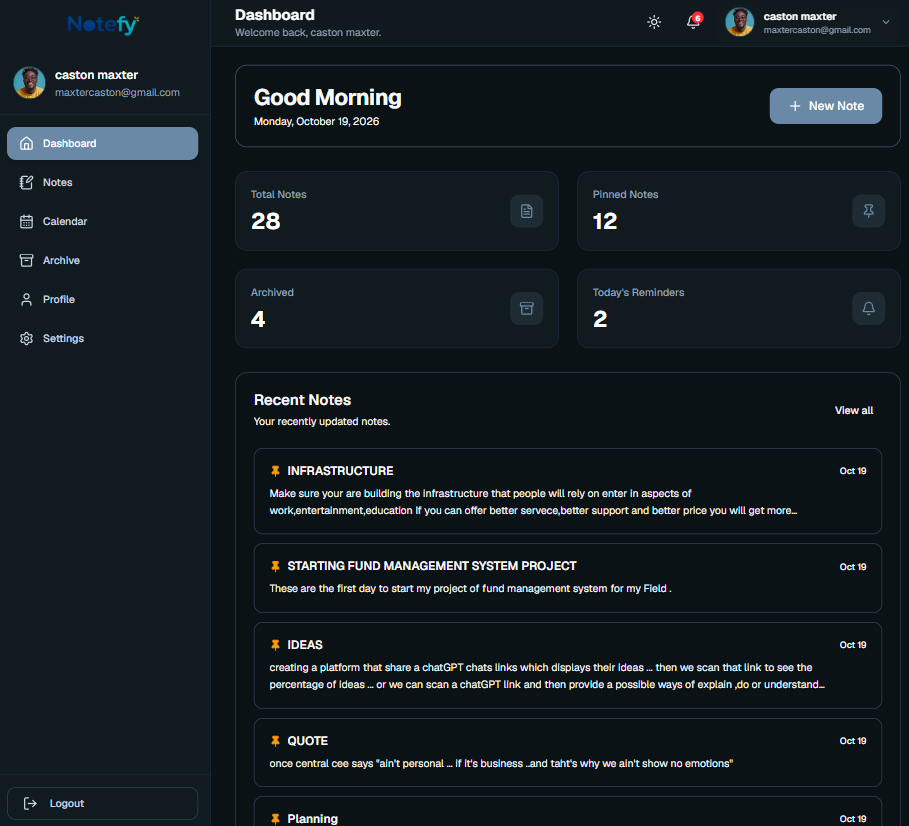 Notefy
caston maxter
maxtercaston@gmail.com
Dashboard
Notes
Calendar
Archive
Profile
Settings
Logout
Dashboard
Welcome back, caston maxter.
6
caston maxter
maxtercaston@gmail.com
Good Morning
Monday, October 19, 2026
New Note
Total Notes
28
Pinned Notes
12
Archived
4
Today's Reminders
2
Recent Notes
Your recently updated notes.
View all
INFRASTRUCTURE
Oct 19
Make sure your are building the infrastructure that people will rely on enter in aspects of
work,entertainment,education If you can offer better servece,better support and better price you will get more...
STARTING FUND MANAGEMENT SYSTEM PROJECT
Oct 19
These are the first day to start my project of fund management system for my Field .
IDEAS
Oct 19
creating a platform that share a chatGPT chats links which displays their ideas ... then we scan that link to see the
percentage of ideas ... or we can scan a chatGPT link and then provide a possible ways of explain ,do or understand...
QUOTE
Oct 19
once central cee says "ain't personal ... if it's business ..and taht's why we ain't show no emotions"
Planning
Oct 19